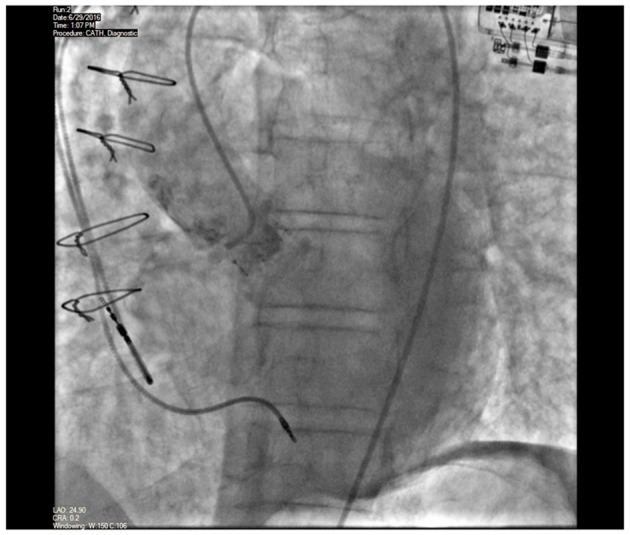 Run:2
Date:6/29/2016
Time: 1:07 PM
Procedure: CATH, Diagnostic
LAO: 24.90
CRA: 0.2
Windowing: W:150 C:106